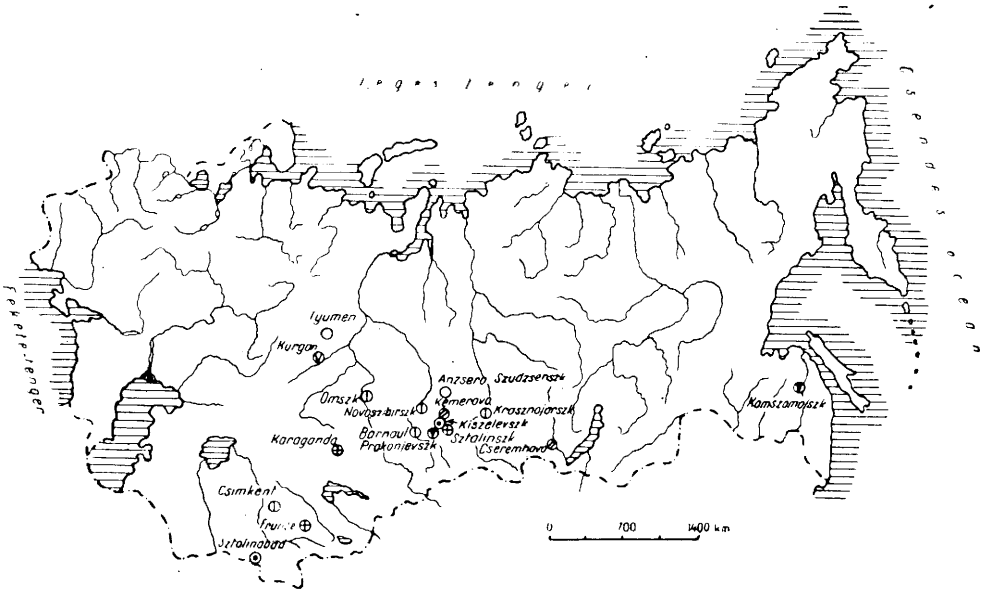 Jeges tenger
Csendes óceán
Fekete-tenger
Tyumen
Kurgan
Omszk
Anzsero Szudzsenszk
Kemerovo
Novoszibirszk
Krasznojarszk
Kiszelevszk
Barnaul
Sztalinszk
Prokopjevszk
Cseremhovo
Karaganda
Komszomolszk
Csimkent
Frunze
Sztalinabad
0 700 1400 km